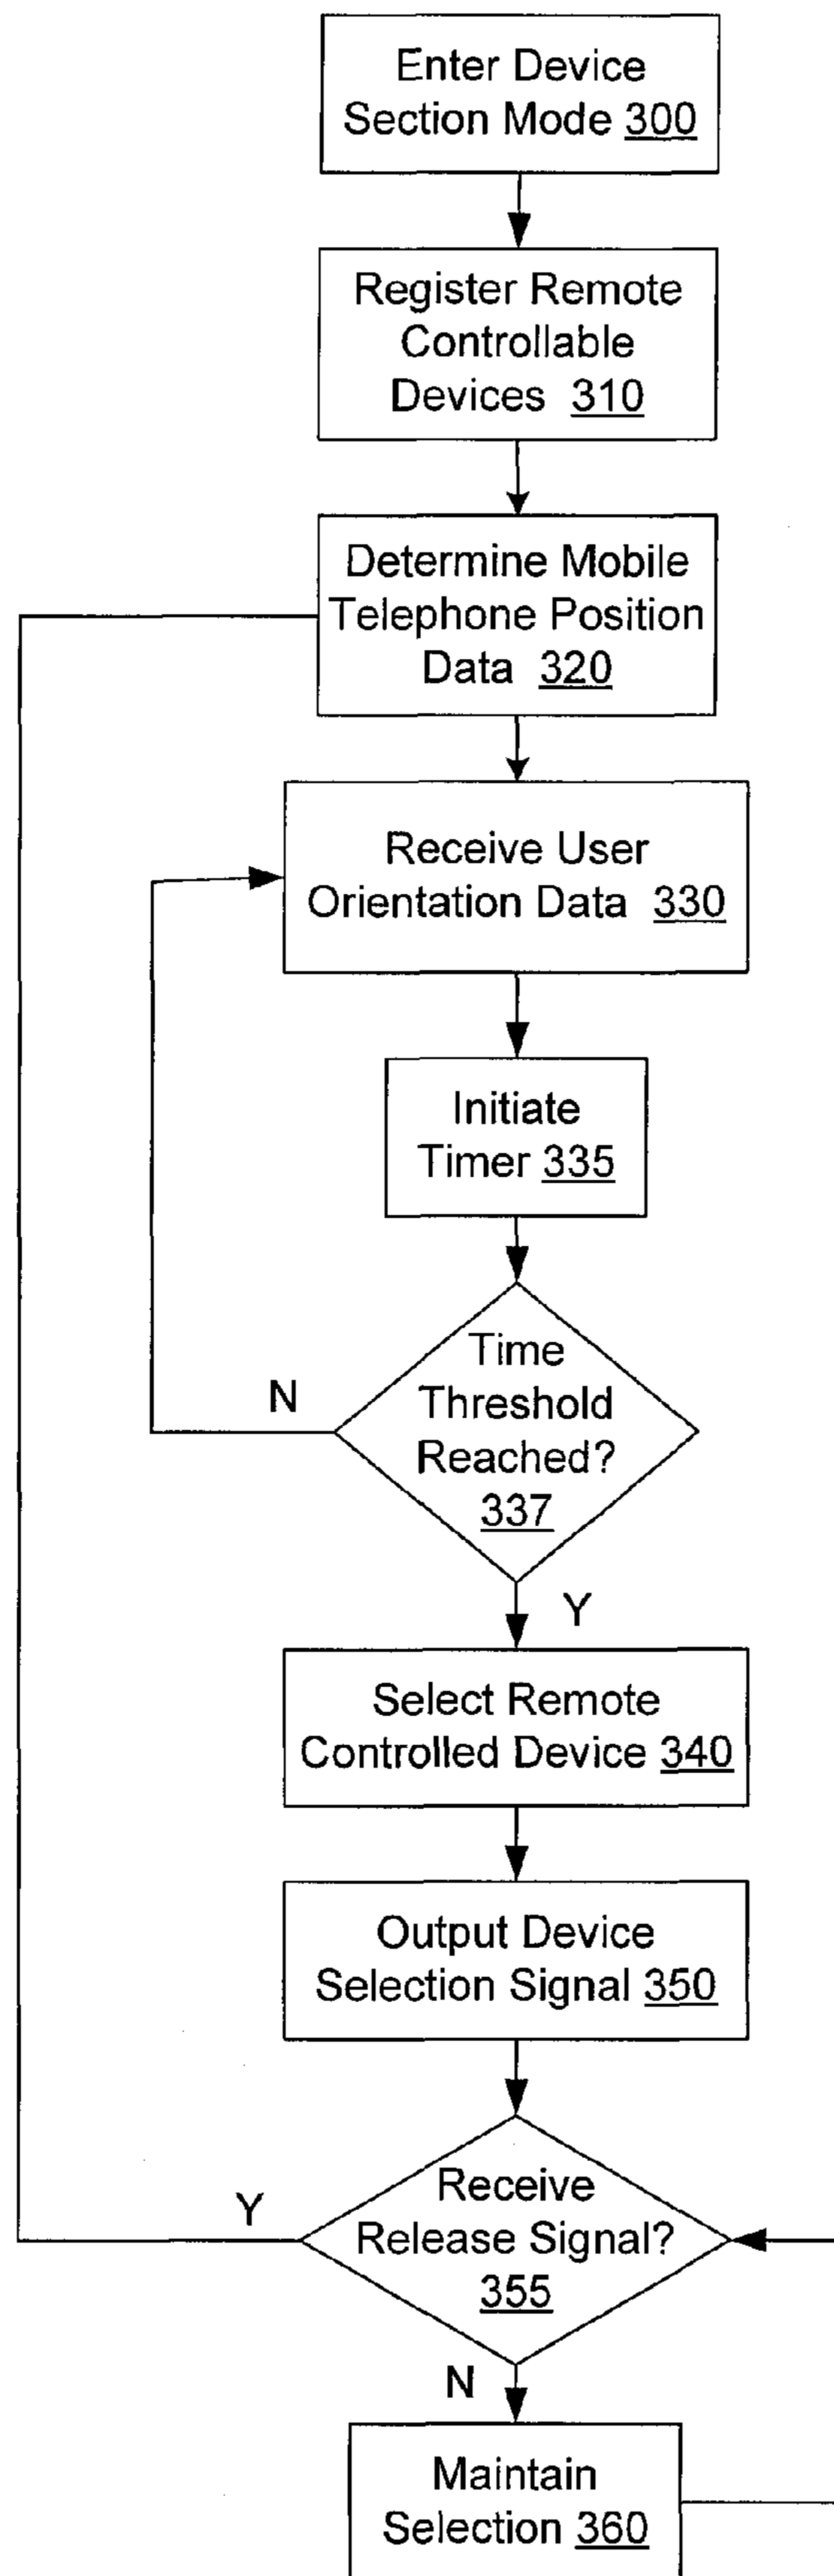 Enter Device
Section Mode 300
Register Remote
Controllable
Devices 310
Determine Mobile
Telephone Position
Data 320
Receive User
Orientation Data 330
Initiate
Timer 335
Time
Threshold
Reached?
337
N
Y
Select Remote
Controlled Device 340
Output Device
Selection Signal 350
Receive
Release Signal?
355
Y
N
Maintain
Selection 360